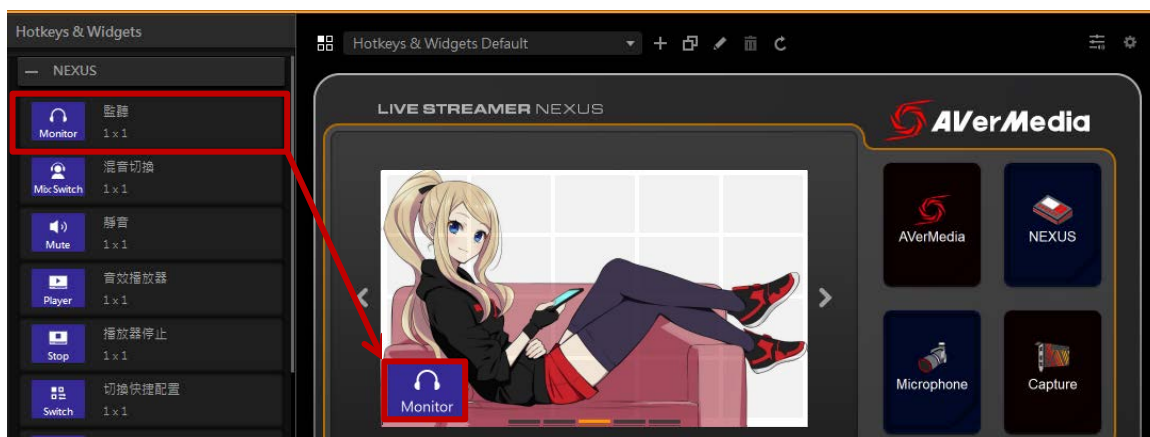 Hotkeys & Widgets
Hotkeys & Widgets Default
NEXUS
監聽
Monitor
1 x 1
混音切換
Mix Switch
1 x 1
靜音
Mute
1 x 1
音效播放器
Player
1 x 1
播放器停止
Stop
1 x 1
切換快捷配置
Switch
1 x 1
LIVE STREAMER NEXUS
AVerMedia
AVerMedia
NEXUS
Microphone
Capture
Monitor